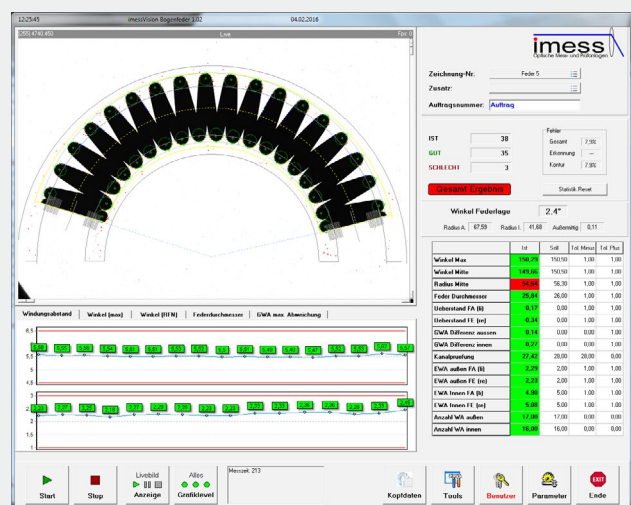 12:25:45 imessVision Bogenfeder 1.02 04.02.2016
[255] 4740.450 Live Fps: 0
imess
Optische Mess- und Prüfanlagen
Zeichnung-Nr. Feder 5
Zusatz:
Auftragsnummer: Auftrag
IST 38
GUT 35
SCHLECHT 3
Fehler
Gesamt 7,9%
Erkennung ---
Kontur 7,9%
Gesamt Ergebnis
Statistik Reset
Winkel Federlage 2.4°
Radius A. 67,59 Radius I. 41,68 Außermittig 0,11
Ist Soll Tol. Minus Tol. Plus
Winkel Max 150,23 150,50 1,00 1,00
Winkel Mitte 149,66 150,50 1,00 1,00
Radius Mitte 54,64 56,30 1,00 1,00
Feder Durchmesser 25,84 26,00 1,00 1,00
Ueberstand FA (li) 0,17 0,00 1,00 1,00
Ueberstand FE (re) 0,34 0,00 1,00 1,00
GWA Differenz aussen 0,14 0,00 0,00 0,00
GWA Differenz innen 0,27 0,00 1,00 1,00
Kanalpruefung 27,42 28,00 28,00 0,00
EWA außen FA (li) 2,29 2,00 1,00 1,00
EWA außen FE (re) 2,23 2,00 1,00 1,00
EWA Innen FA (li) 4,98 5,00 1,00 1,00
EWA Innen FE (re) 5,08 5,00 1.00 1.00
Anzahl WA außen 17,00 17,00 0,00 0,00
Anzahl WA innen 16,00 16,00 0,00 0,00
Windungsabstand Winkel (max) Winkel (BFN) Federdurchmesser GWA max. Abweichung
6,5
5,5
4,5
3
2
1
Messzeit: 213
Start
Stop
Livebild
Anzeige
Alles
Grafiklevel
Kopfdaten
Tools
Benutzer
Parameter
EXIT
Ende